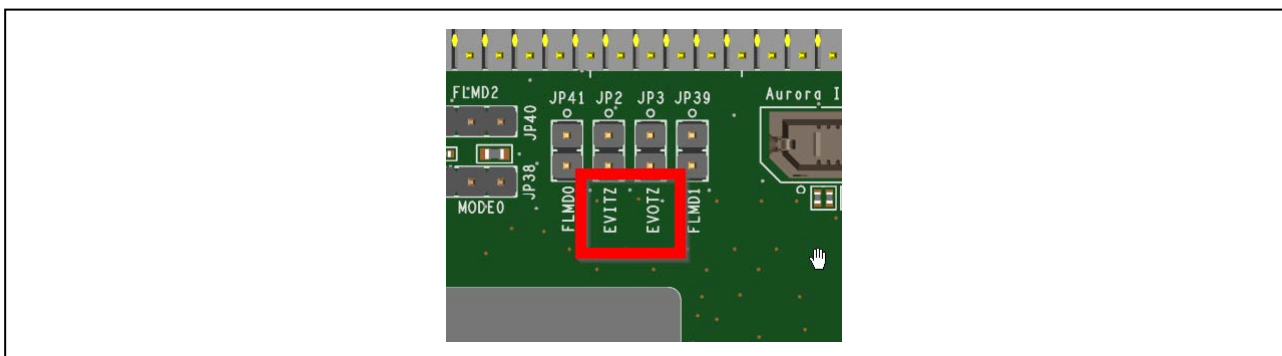 FLMD2
JP41 JP2 JP3 JP39
Aurora I
JP40
JP38
MODE0
FLMD0
EVITZ
EVOTZ
FLMD1